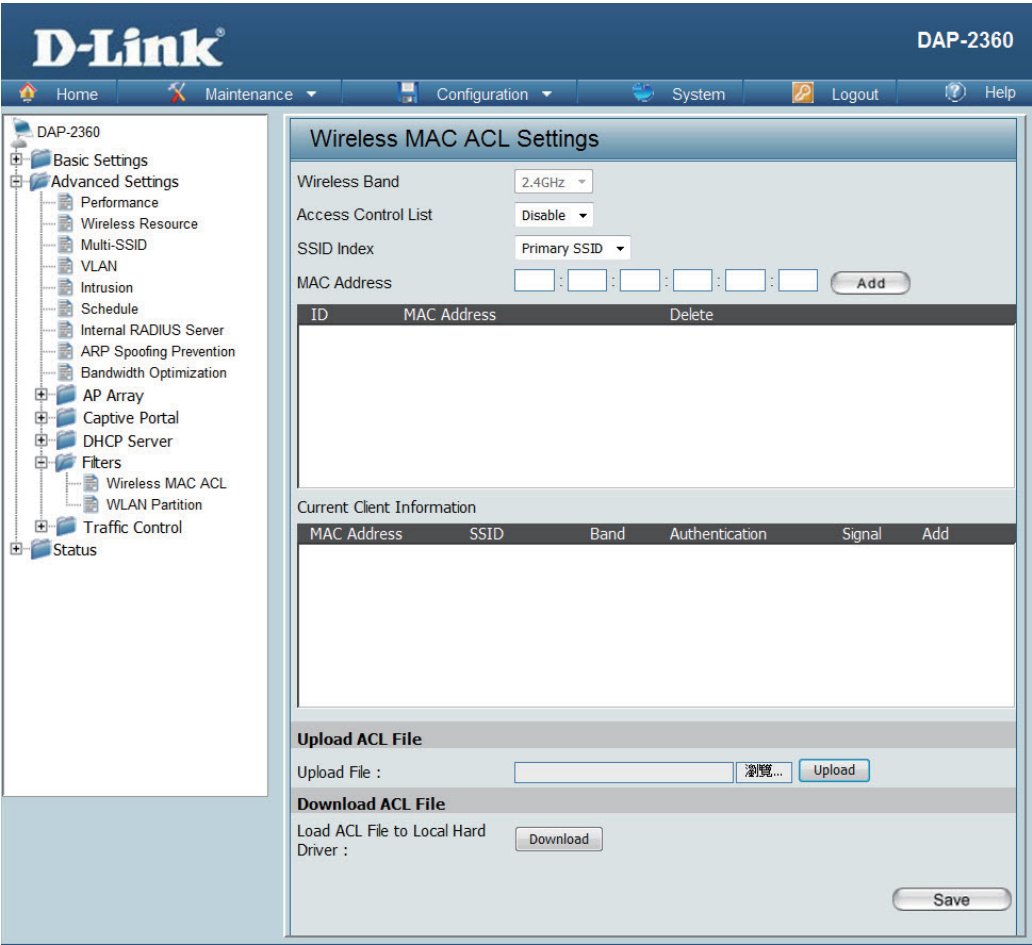 D-Link®
DAP-2360
Home Maintenance Configuration System Logout Help
DAP-2360
Basic Settings
Advanced Settings
Performance
Wireless Resource
Multi-SSID
VLAN
Intrusion
Schedule
Internal RADIUS Server
ARP Spoofing Prevention
Bandwidth Optimization
AP Array
Captive Portal
DHCP Server
Filters
Wireless MAC ACL
WLAN Partition
Traffic Control
Status
Wireless MAC ACL Settings
Wireless Band 2.4GHz
Access Control List Disable
SSID Index Primary SSID
MAC Address : : : : : Add
ID MAC Address Delete
Current Client Information
MAC Address SSID Band Authentication Signal Add
Upload ACL File
Upload File : 瀏覽... Upload
Download ACL File
Load ACL File to Local Hard
Driver : Download
Save